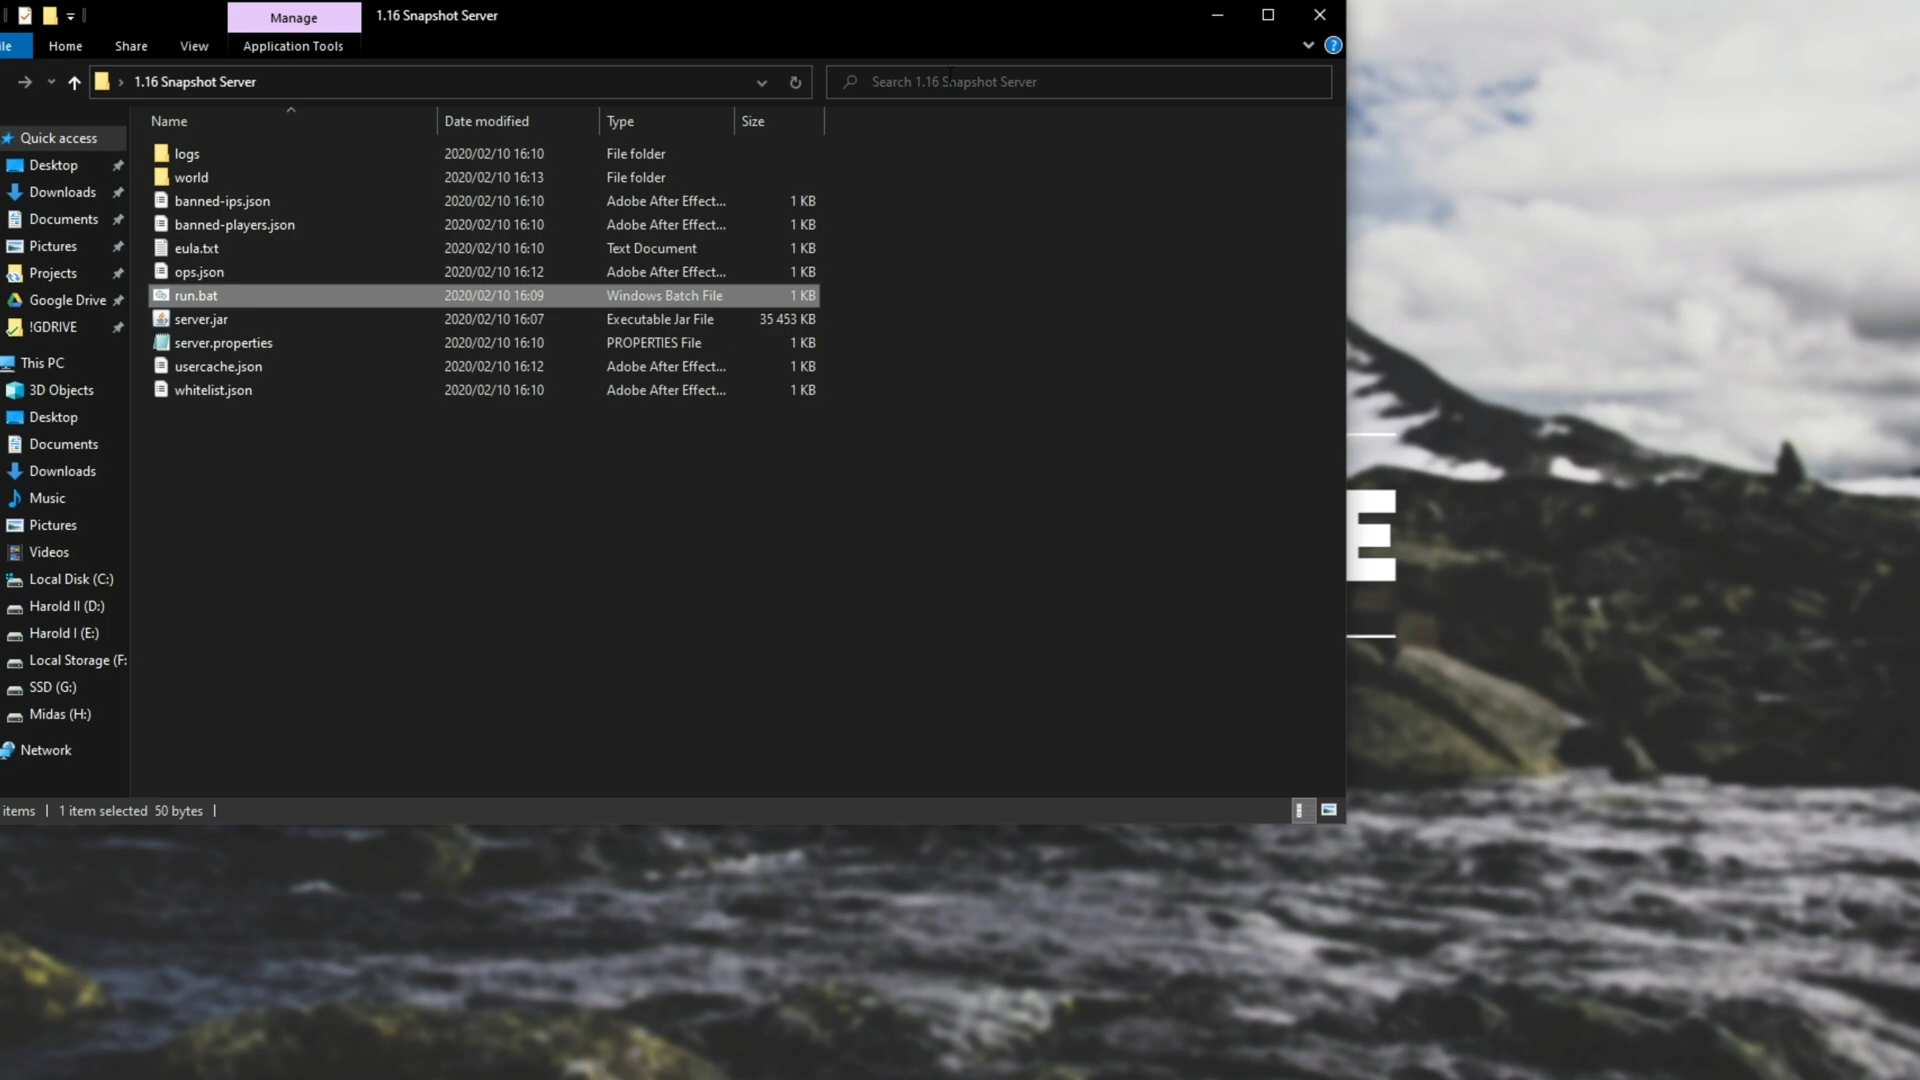 Manage
1.16 Snapshot Server
ile
Home
Share
View
Application Tools
?
1.16 Snapshot Server
Search 1.16 Snapshot Server
Name
Date modified
Type
Size
Quick access
Desktop
Downloads
Documents
Pictures
Projects
Google Drive
!GDRIVE
This PC
3D Objects
Desktop
Documents
Downloads
Music
Pictures
Videos
Local Disk (C:)
Harold II (D:)
Harold I (E:)
Local Storage (F:
SSD (G:)
Midas (H:)
Network
logs 2020/02/10 16:10 File folder
world 2020/02/10 16:13 File folder
banned-ips.json 2020/02/10 16:10 Adobe After Effect... 1 KB
banned-players.json 2020/02/10 16:10 Adobe After Effect... 1 KB
eula.txt 2020/02/10 16:10 Text Document 1 KB
ops.json 2020/02/10 16:12 Adobe After Effect... 1 KB
run.bat 2020/02/10 16:09 Windows Batch File 1 KB
server.jar 2020/02/10 16:07 Executable Jar File 35 453 KB
server.properties 2020/02/10 16:10 PROPERTIES File 1 KB
usercache.json 2020/02/10 16:12 Adobe After Effect... 1 KB
whitelist.json 2020/02/10 16:10 Adobe After Effect... 1 KB
E
items
1 item selected 50 bytes